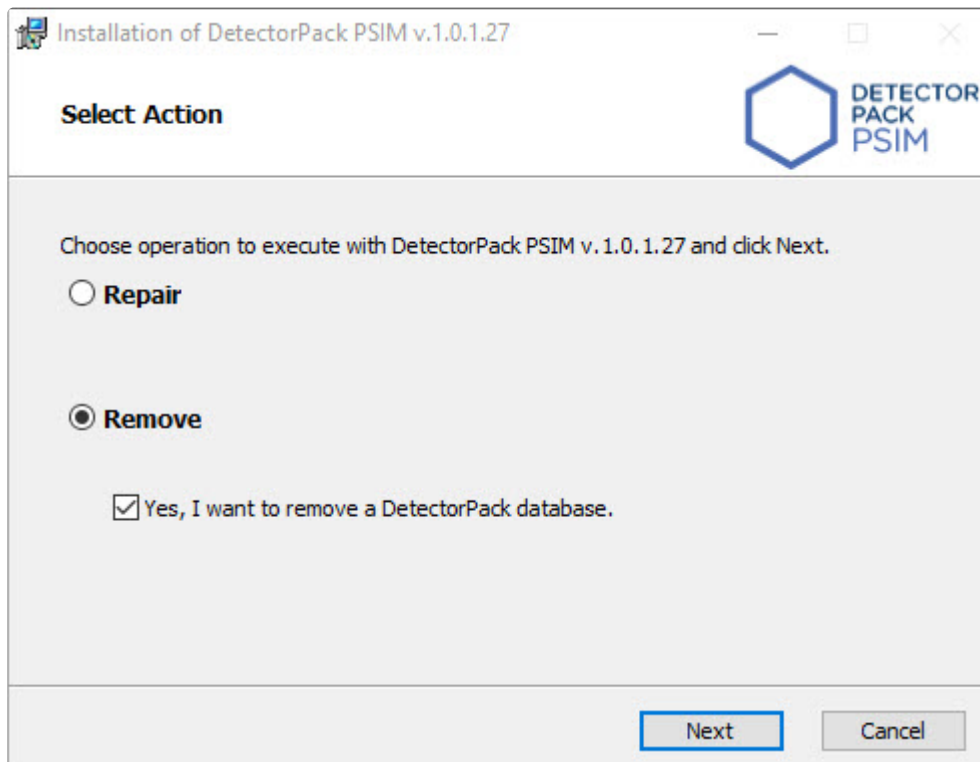 Installation of DetectorPack PSIM v.1.0.1.27
Select Action
DETECTOR
PACK
PSIM
Choose operation to execute with DetectorPack PSIM v.1.0.1.27 and click Next.
Repair
Remove
Yes, I want to remove a DetectorPack database.
Next
Cancel